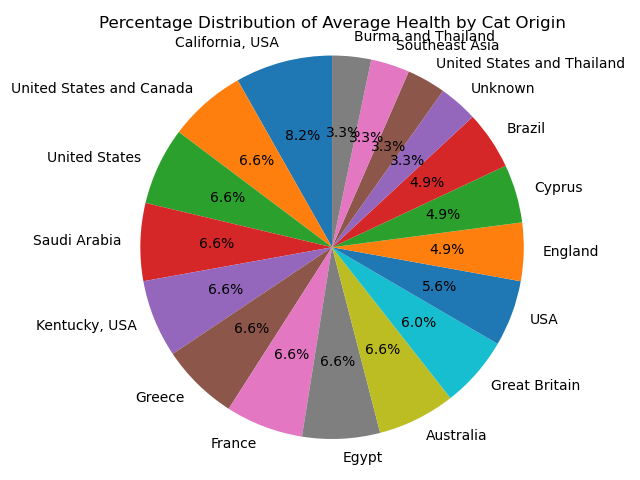 Percentage Distribution of Average Health by Cat Origin
California, USA
8.2%
United States and Canada
6.6%
United States
6.6%
Saudi Arabia
6.6%
Kentucky, USA
6.6%
Greece
6.6%
France
6.6%
Egypt
6.6%
Australia
6.6%
Great Britain
6.0%
USA
5.6%
England
4.9%
Cyprus
4.9%
Brazil
4.9%
Unknown
3.3%
United States and Thailand
3.3%
Southeast Asia
3.3%
Burma and Thailand
3.3%